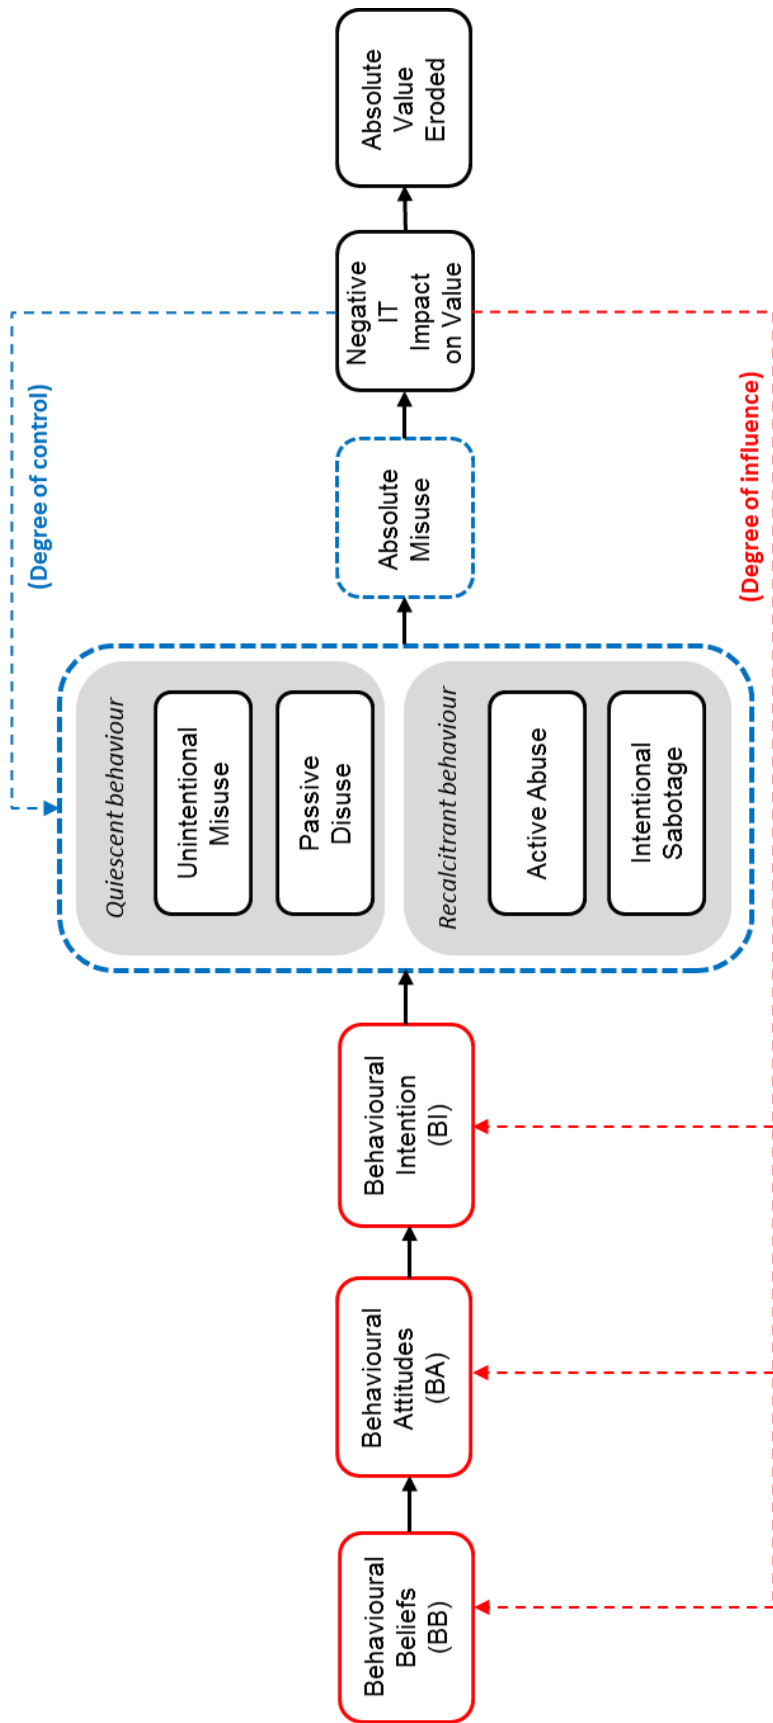 (Degree of control)
Behavioural
Beliefs
(BB)
Behavioural
Attitudes
(BA)
Behavioural
Intention
(BI)
Quiescent behaviour
Unintentional
Misuse
Passive
Disuse
Recalcitrant behaviour
Active Abuse
Intentional
Sabotage
Absolute
Misuse
Negative
IT
Impact
on Value
Absolute
Value
Eroded
(Degree of influence)